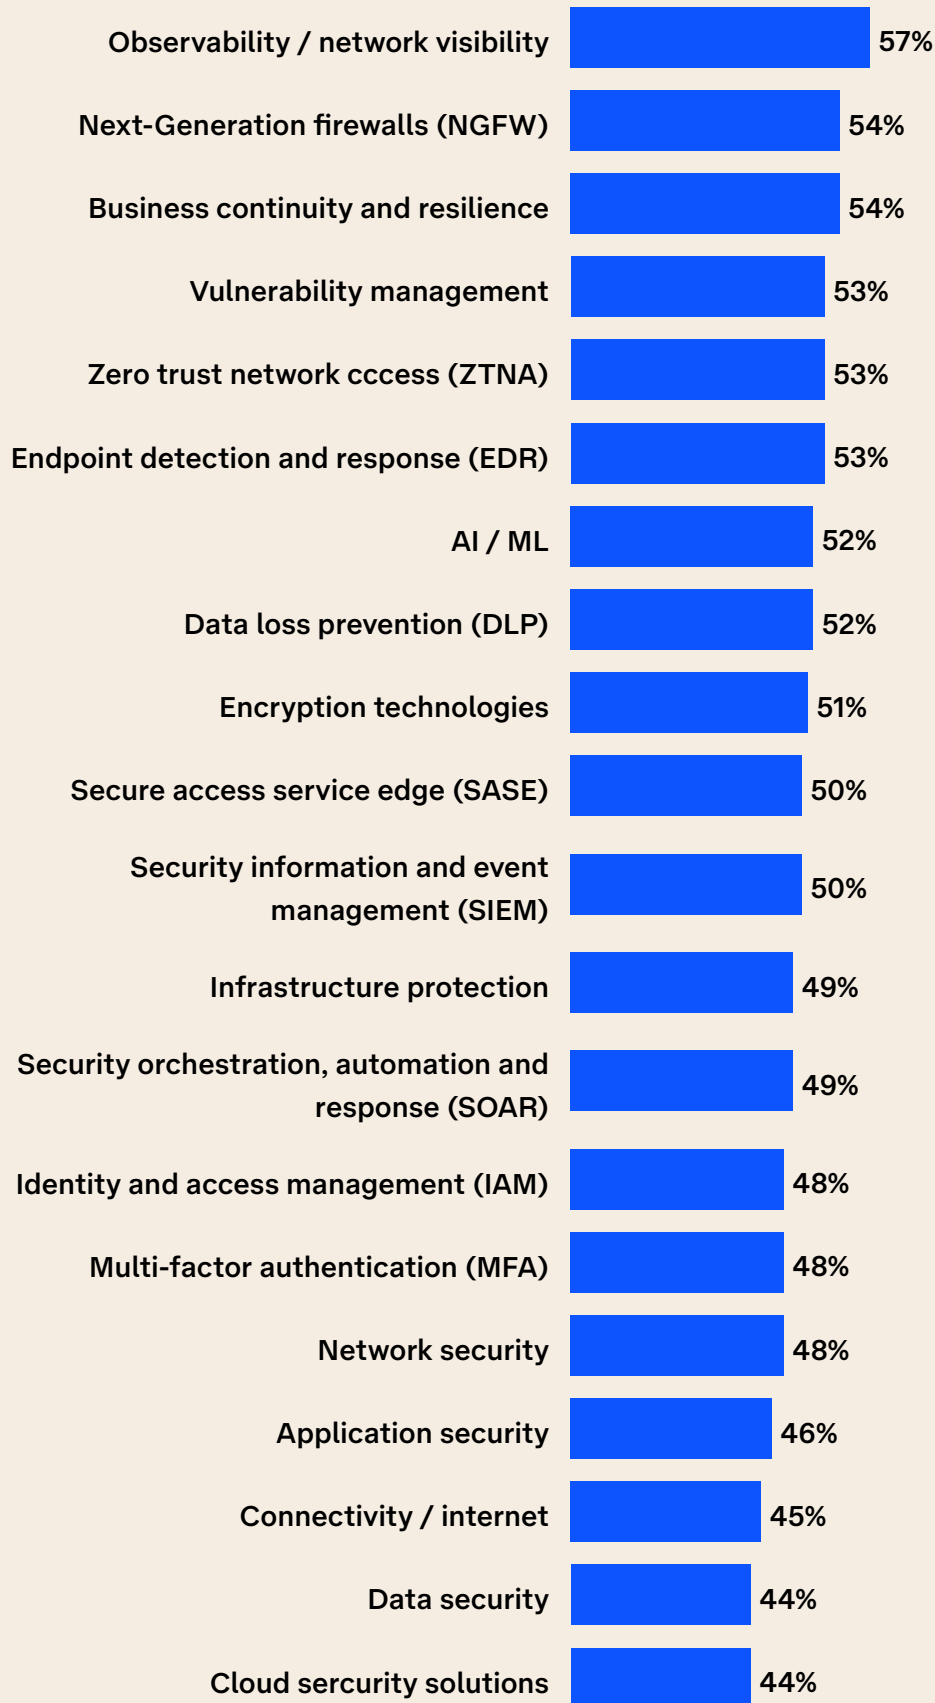 Observability / network visibility 57%
Next-Generation firewalls (NGFW) 54%
Business continuity and resilience 54%
Vulnerability management 53%
Zero trust network cccess (ZTNA) 53%
Endpoint detection and response (EDR) 53%
AI / ML 52%
Data loss prevention (DLP) 52%
Encryption technologies 51%
Secure access service edge (SASE) 50%
Security information and event
management (SIEM) 50%
Infrastructure protection 49%
Security orchestration, automation and
response (SOAR) 49%
Identity and access management (IAM) 48%
Multi-factor authentication (MFA) 48%
Network security 48%
Application security 46%
Connectivity / internet 45%
Data security 44%
Cloud sercurity solutions 44%